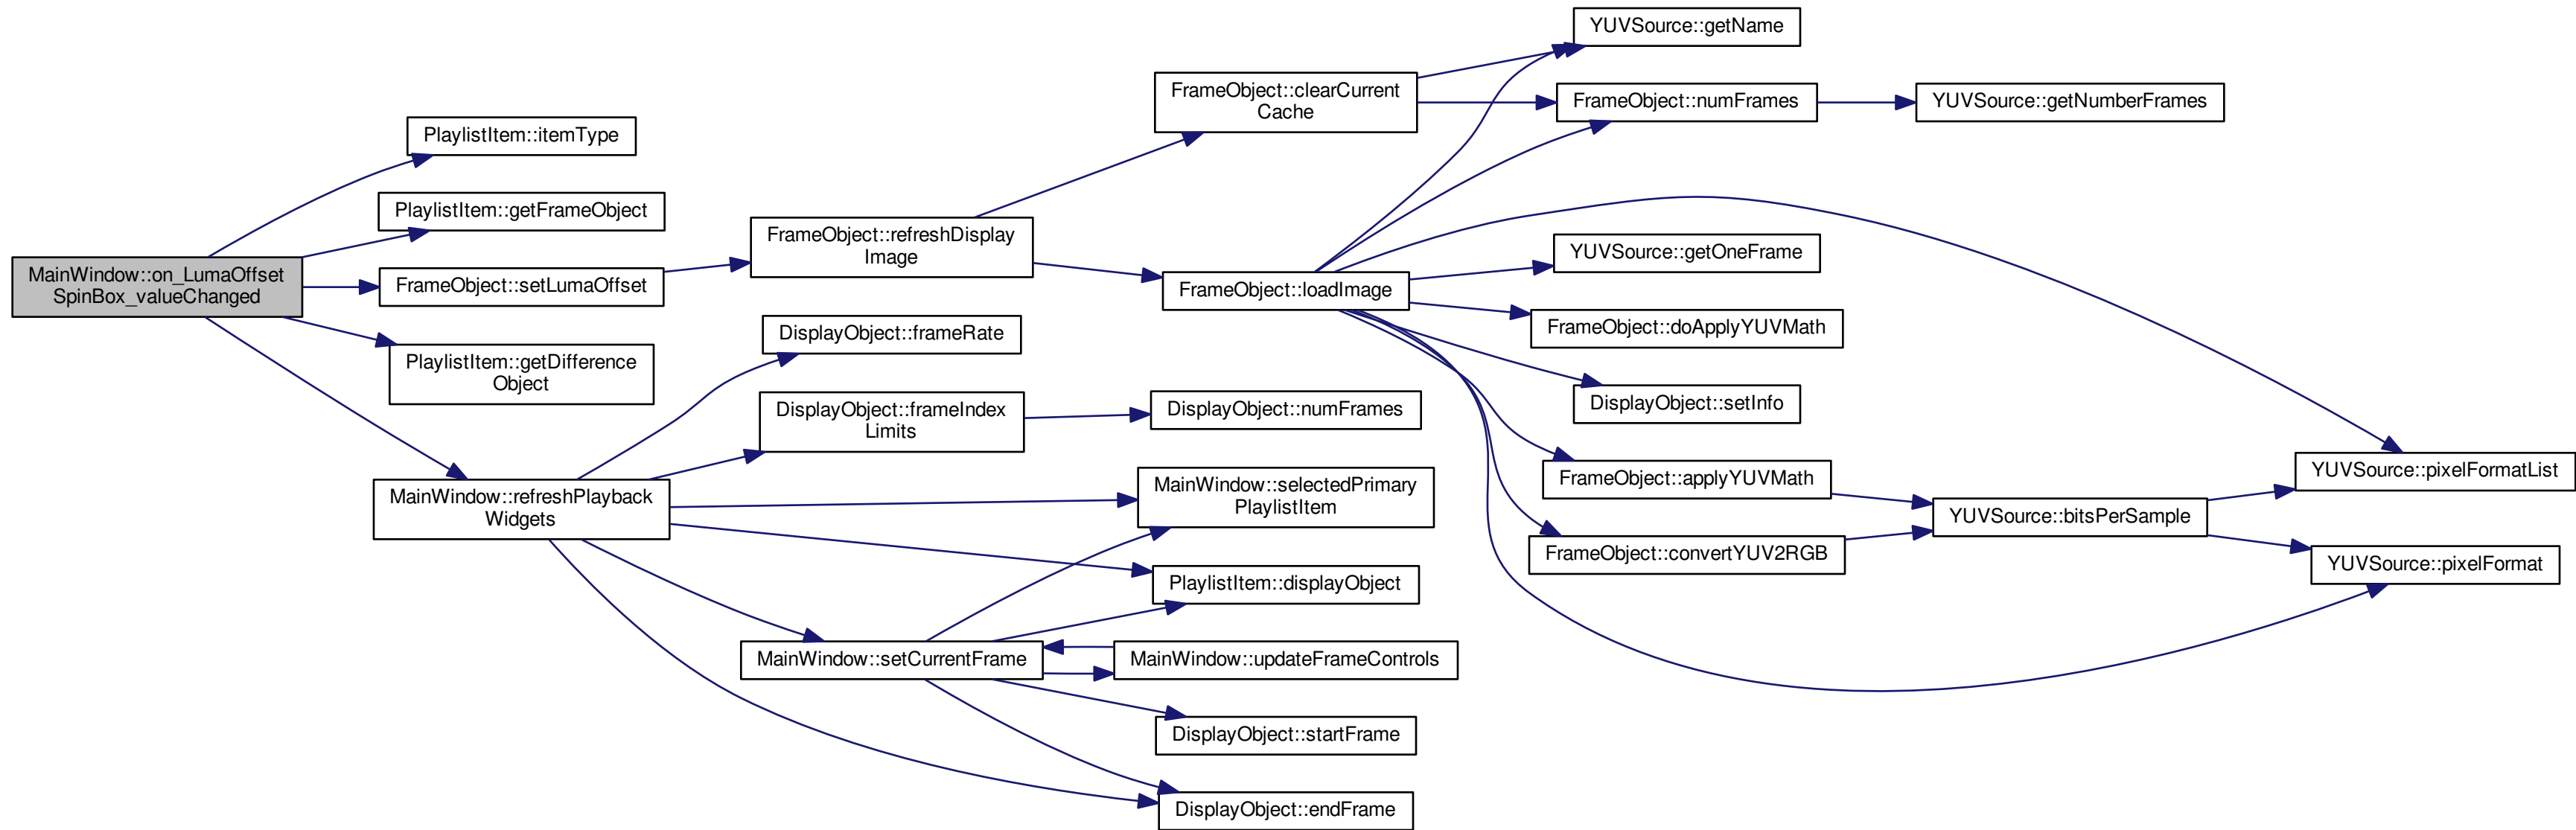 MainWindow::on_LumaOffset
SpinBox_valueChanged
PlaylistItem::itemType
PlaylistItem::getFrameObject
FrameObject::setLumaOffset
PlaylistItem::getDifference
Object
MainWindow::refreshPlayback
Widgets
FrameObject::refreshDisplay
Image
DisplayObject::frameRate
DisplayObject::frameIndex
Limits
MainWindow::setCurrentFrame
FrameObject::clearCurrent
Cache
FrameObject::loadImage
DisplayObject::numFrames
MainWindow::selectedPrimary
PlaylistItem
PlaylistItem::displayObject
MainWindow::updateFrameControls
DisplayObject::startFrame
DisplayObject::endFrame
YUVSource::getName
FrameObject::numFrames
YUVSource::getOneFrame
FrameObject::doApplyYUVMath
DisplayObject::setInfo
FrameObject::applyYUVMath
FrameObject::convertYUV2RGB
YUVSource::getNumberFrames
YUVSource::bitsPerSample
YUVSource::pixelFormatList
YUVSource::pixelFormat